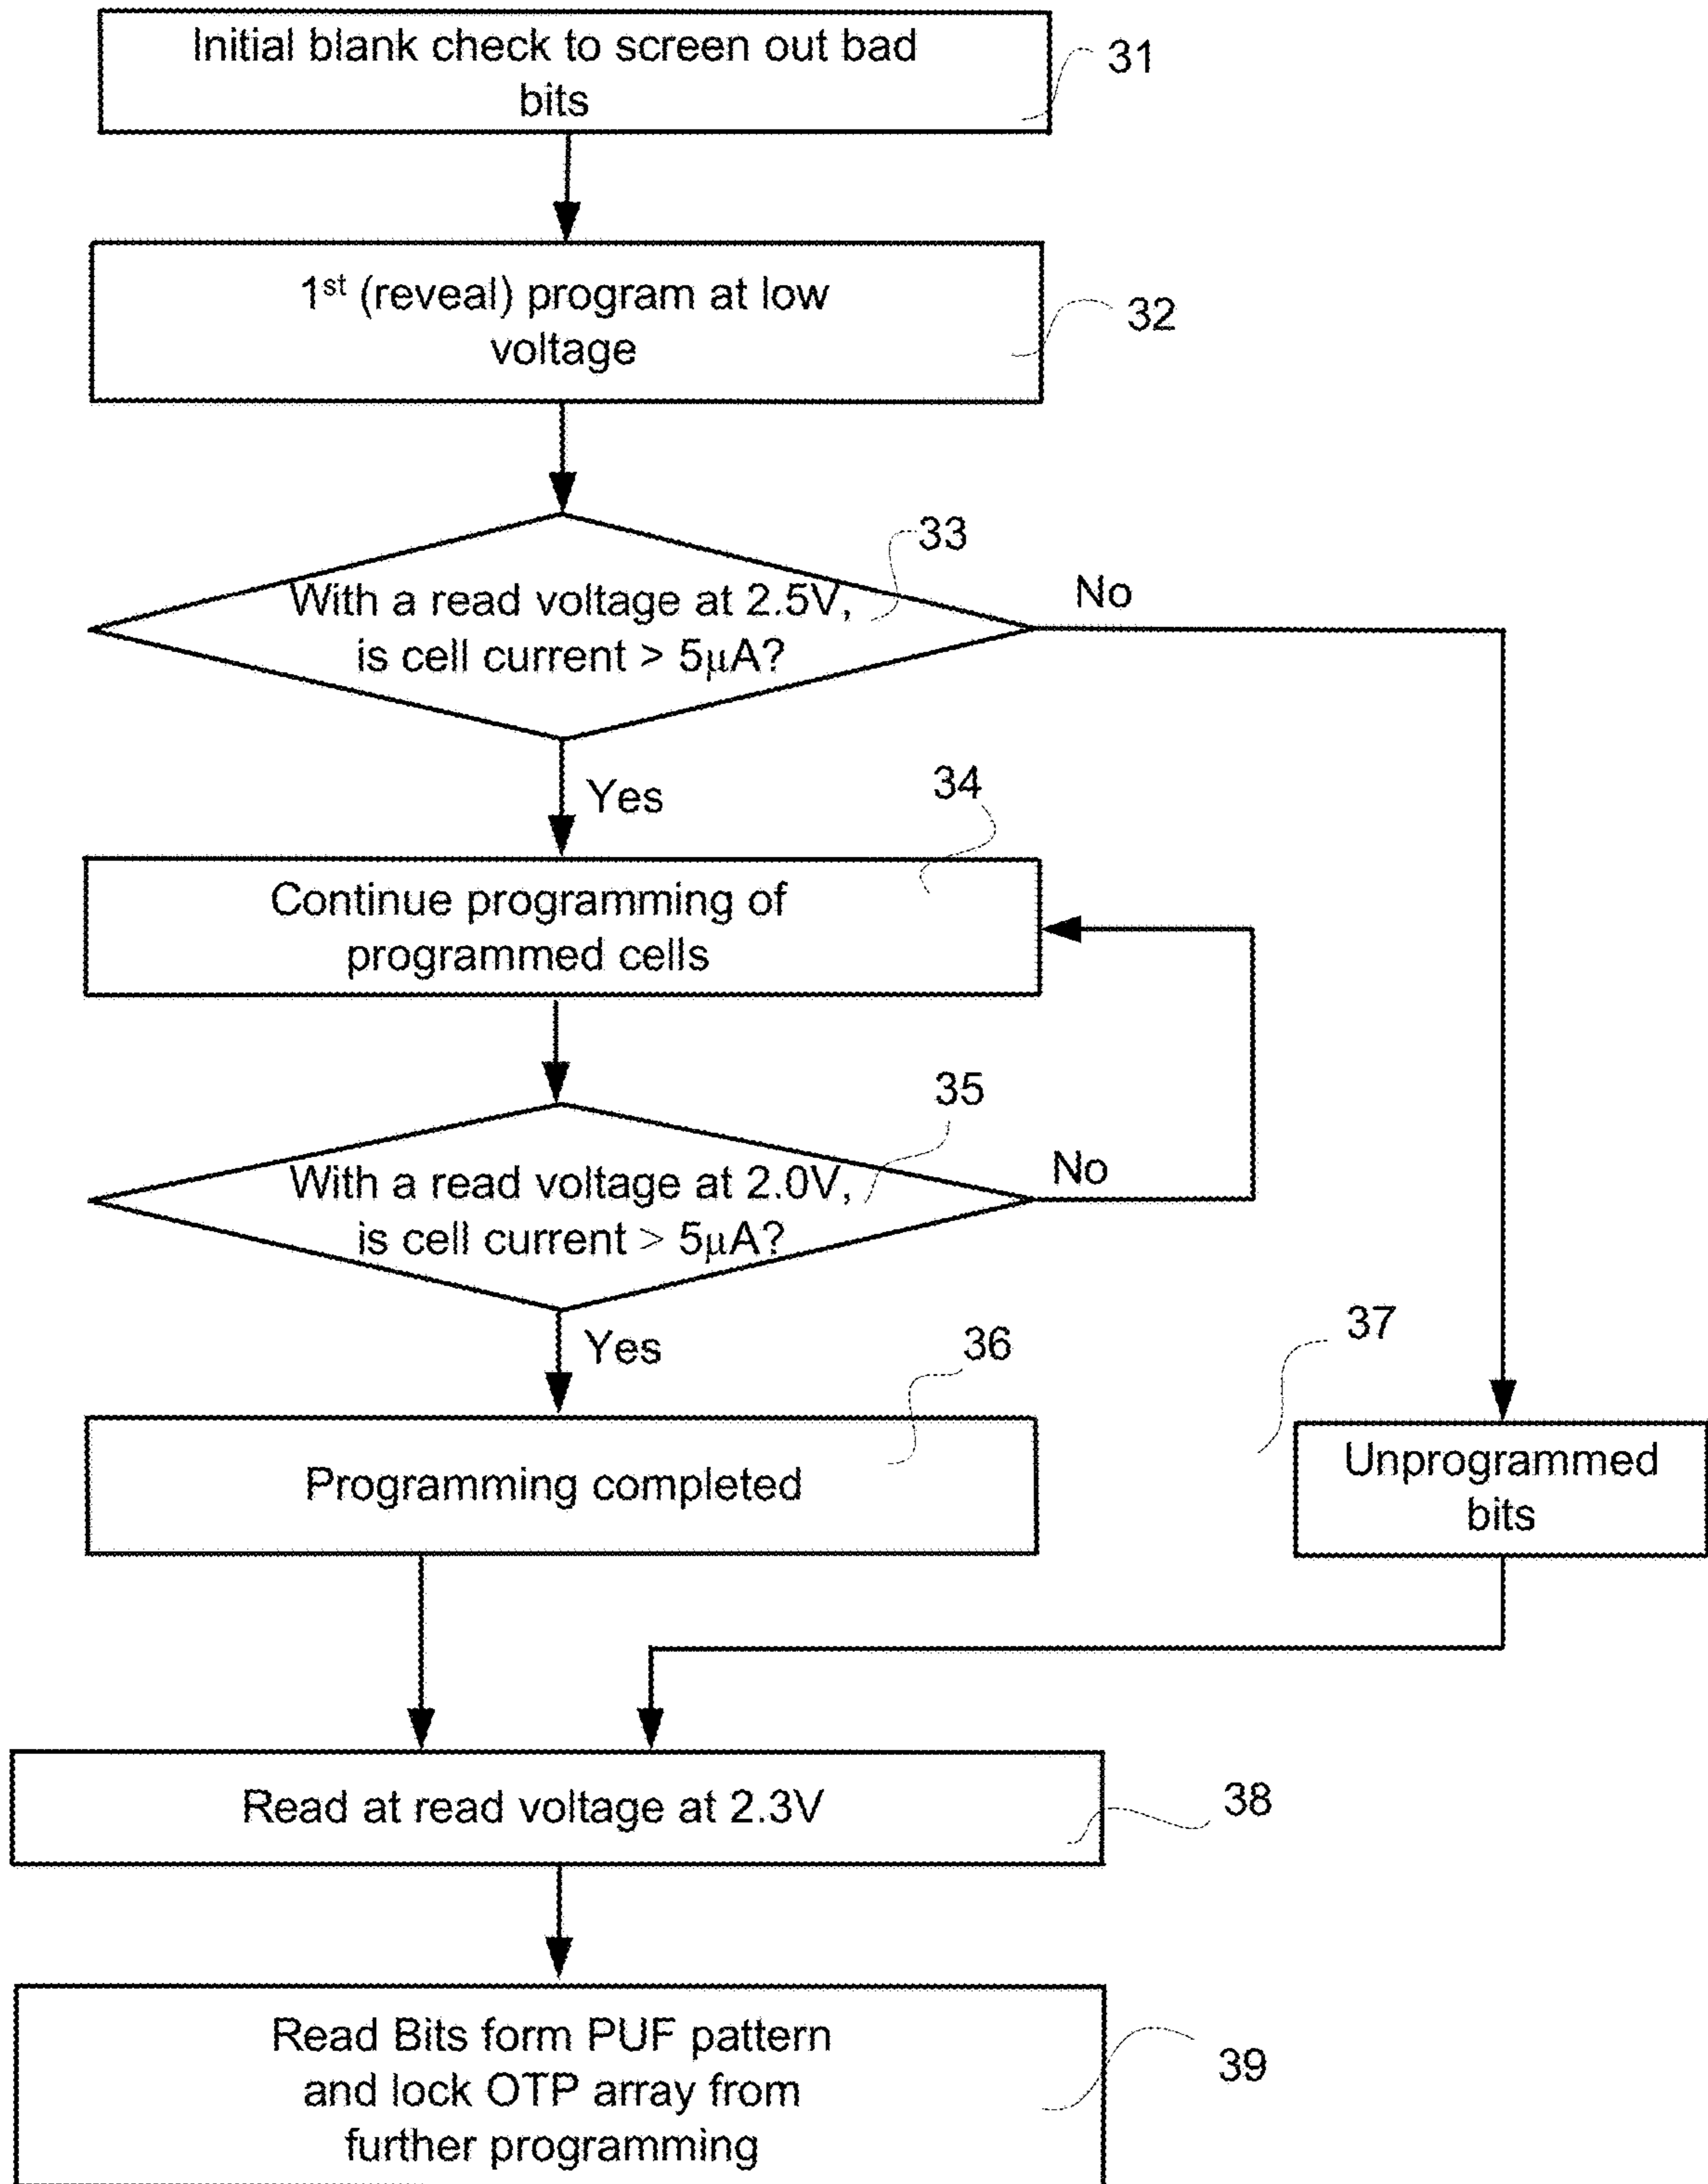 Initial blank check to screen out bad
bits
31
1st (reveal) program at low
voltage
32
33
With a read voltage at 2.5V,
is cell current > 5µA?
No
Yes
34
Continue programming of
programmed cells
35
With a read voltage at 2.0V,
is cell current > 5µA?
No
Yes
36
37
Programming completed
Unprogrammed
bits
Read at read voltage at 2.3V
38
Read Bits form PUF pattern
and lock OTP array from
further programming
39